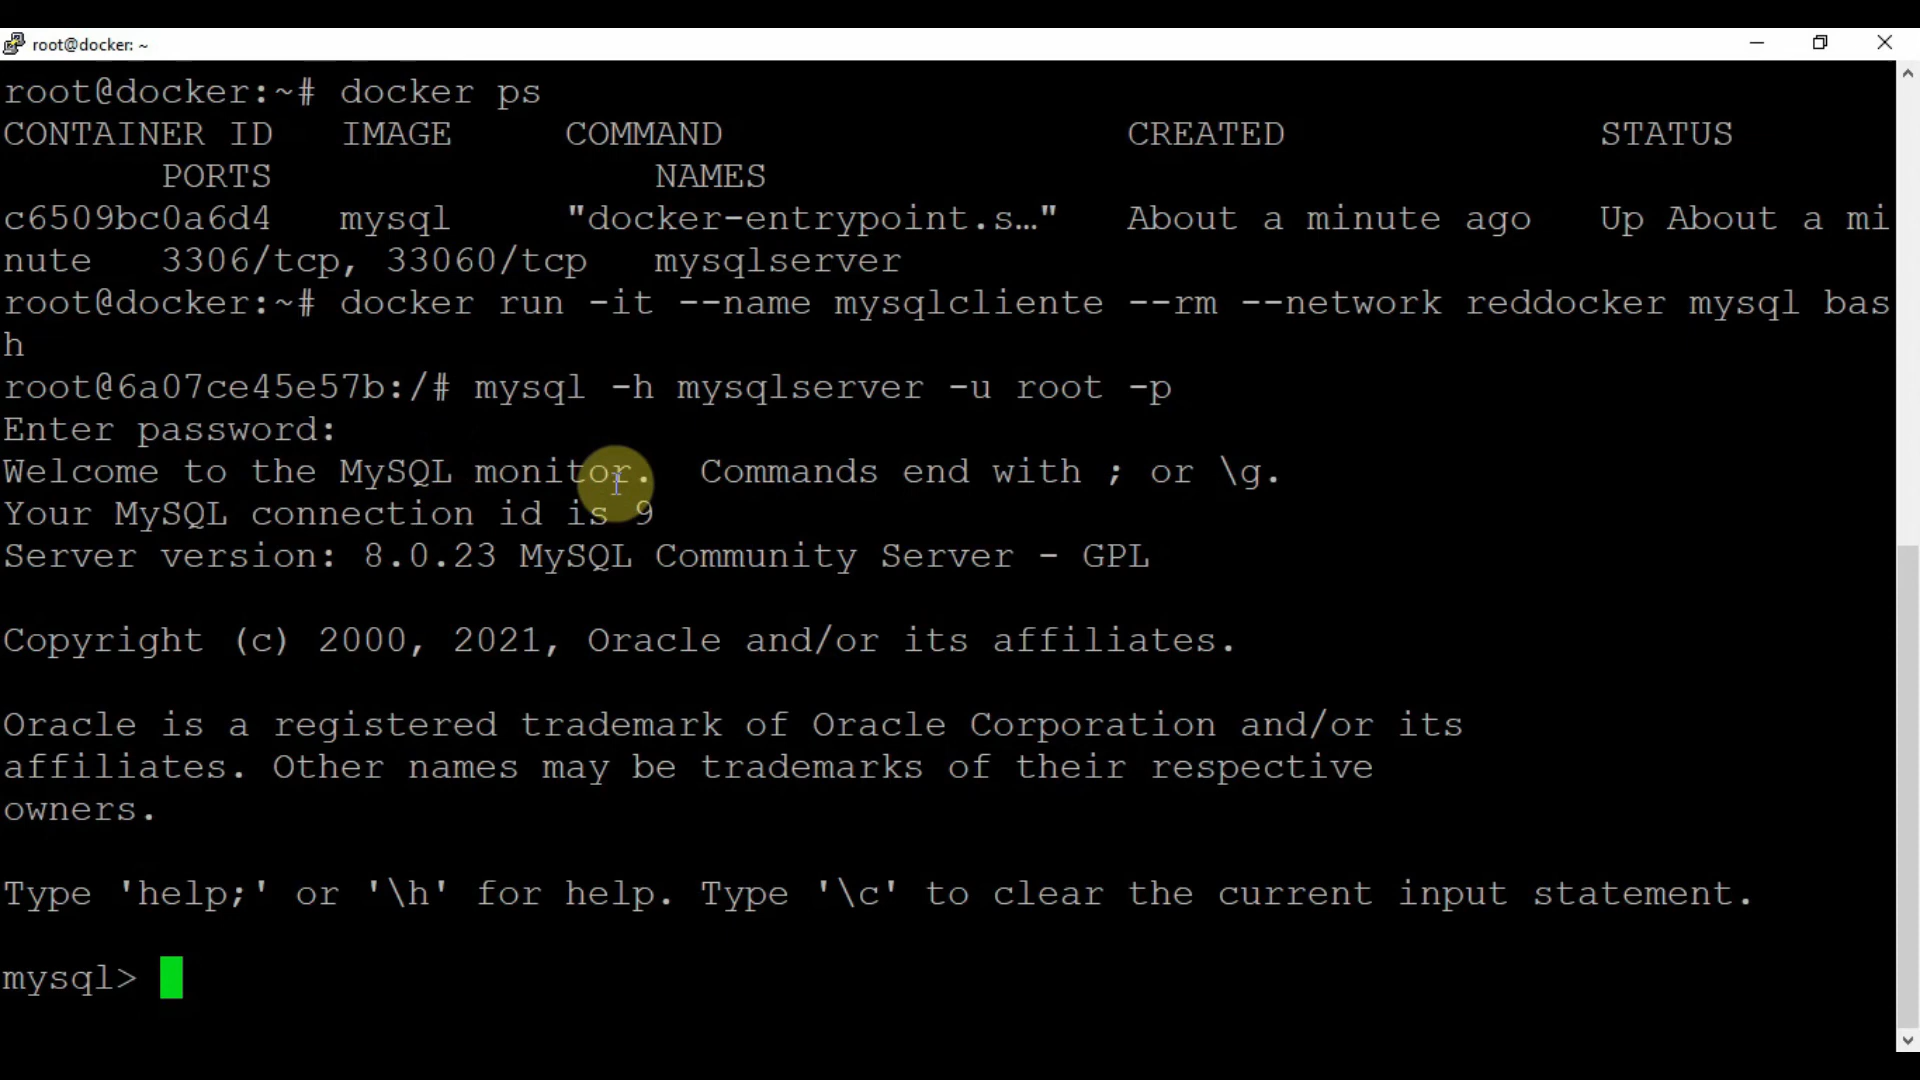 root@docker: ~
root@docker:~# docker ps
CONTAINER ID   IMAGE     COMMAND                  CREATED              STATUS
       PORTS                 NAMES
c6509bc0a6d4   mysql     "docker-entrypoint.s…"   About a minute ago   Up About a mi
nute   3306/tcp, 33060/tcp   mysqlserver
root@docker:~# docker run -it --name mysqlcliente --rm --network reddocker mysql bas
h
root@6a07ce45e57b:/# mysql -h mysqlserver -u root -p
Enter password:
Welcome to the MySQL monitor.  Commands end with ; or \g.
Your MySQL connection id is 9
Server version: 8.0.23 MySQL Community Server - GPL
Copyright (c) 2000, 2021, Oracle and/or its affiliates.
Oracle is a registered trademark of Oracle Corporation and/or its
affiliates. Other names may be trademarks of their respective
owners.
Type 'help;' or '\h' for help. Type '\c' to clear the current input statement.
mysql>